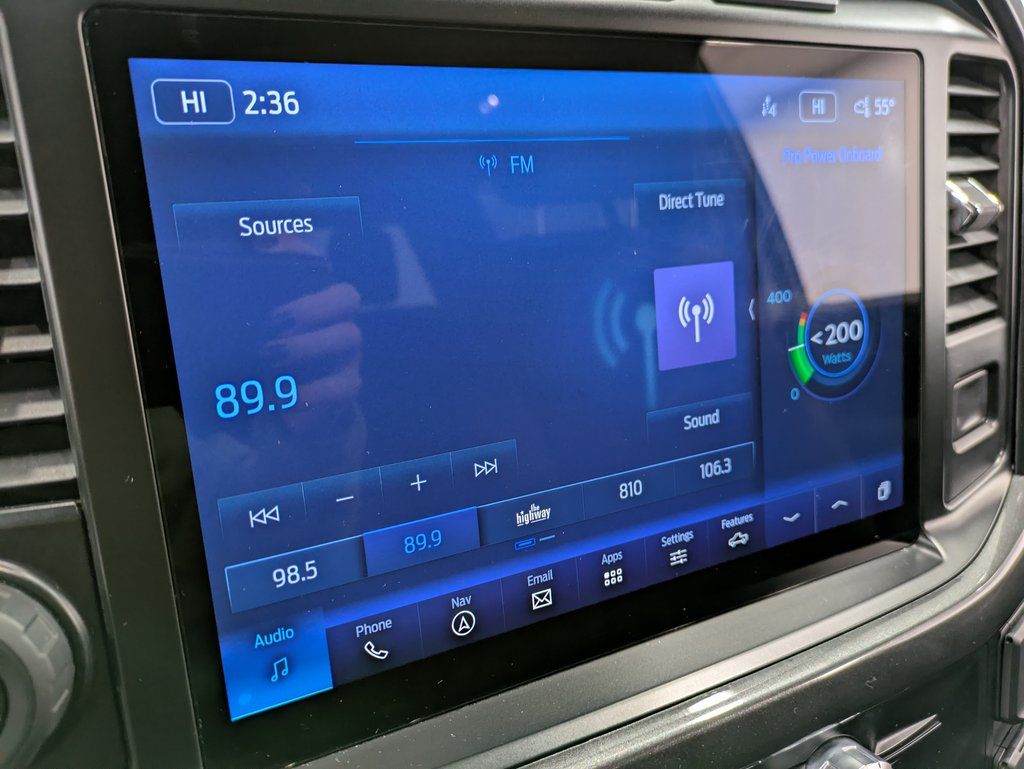 HI 2:36
4 HI 55°
FM
Pro Power Onboard
Sources
Direct Tune
400
<200
Watts
0
89.9
Sound
98.5
89.9
the
highway
810
106.3
Audio
Phone
Nav
Email
Apps
Settings
Features